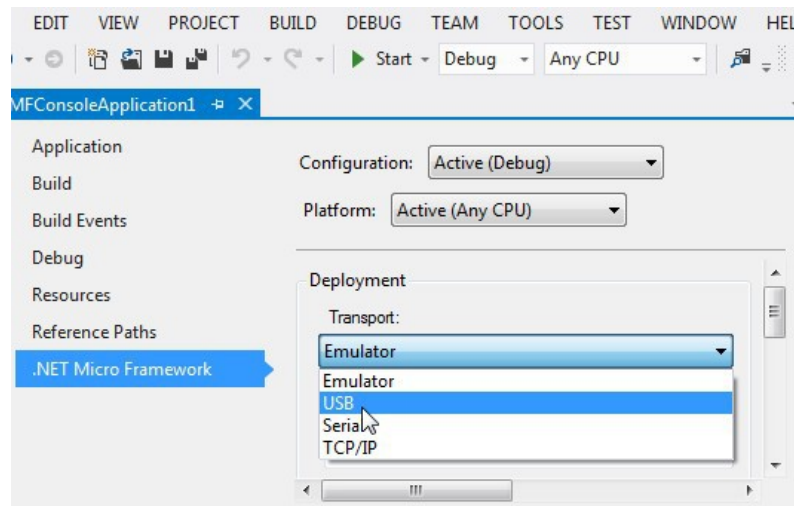 EDIT VIEW PROJECT BUILD DEBUG TEAM TOOLS TEST WINDOW HEL
Start Debug Any CPU
MFConsoleApplication1
Application
Configuration: Active (Debug)
Build
Platform: Active (Any CPU)
Build Events
Debug
Deployment
Resources
Transport:
Reference Paths
Emulator
.NET Micro Framework
Emulator
USB
Serial
TCP/IP